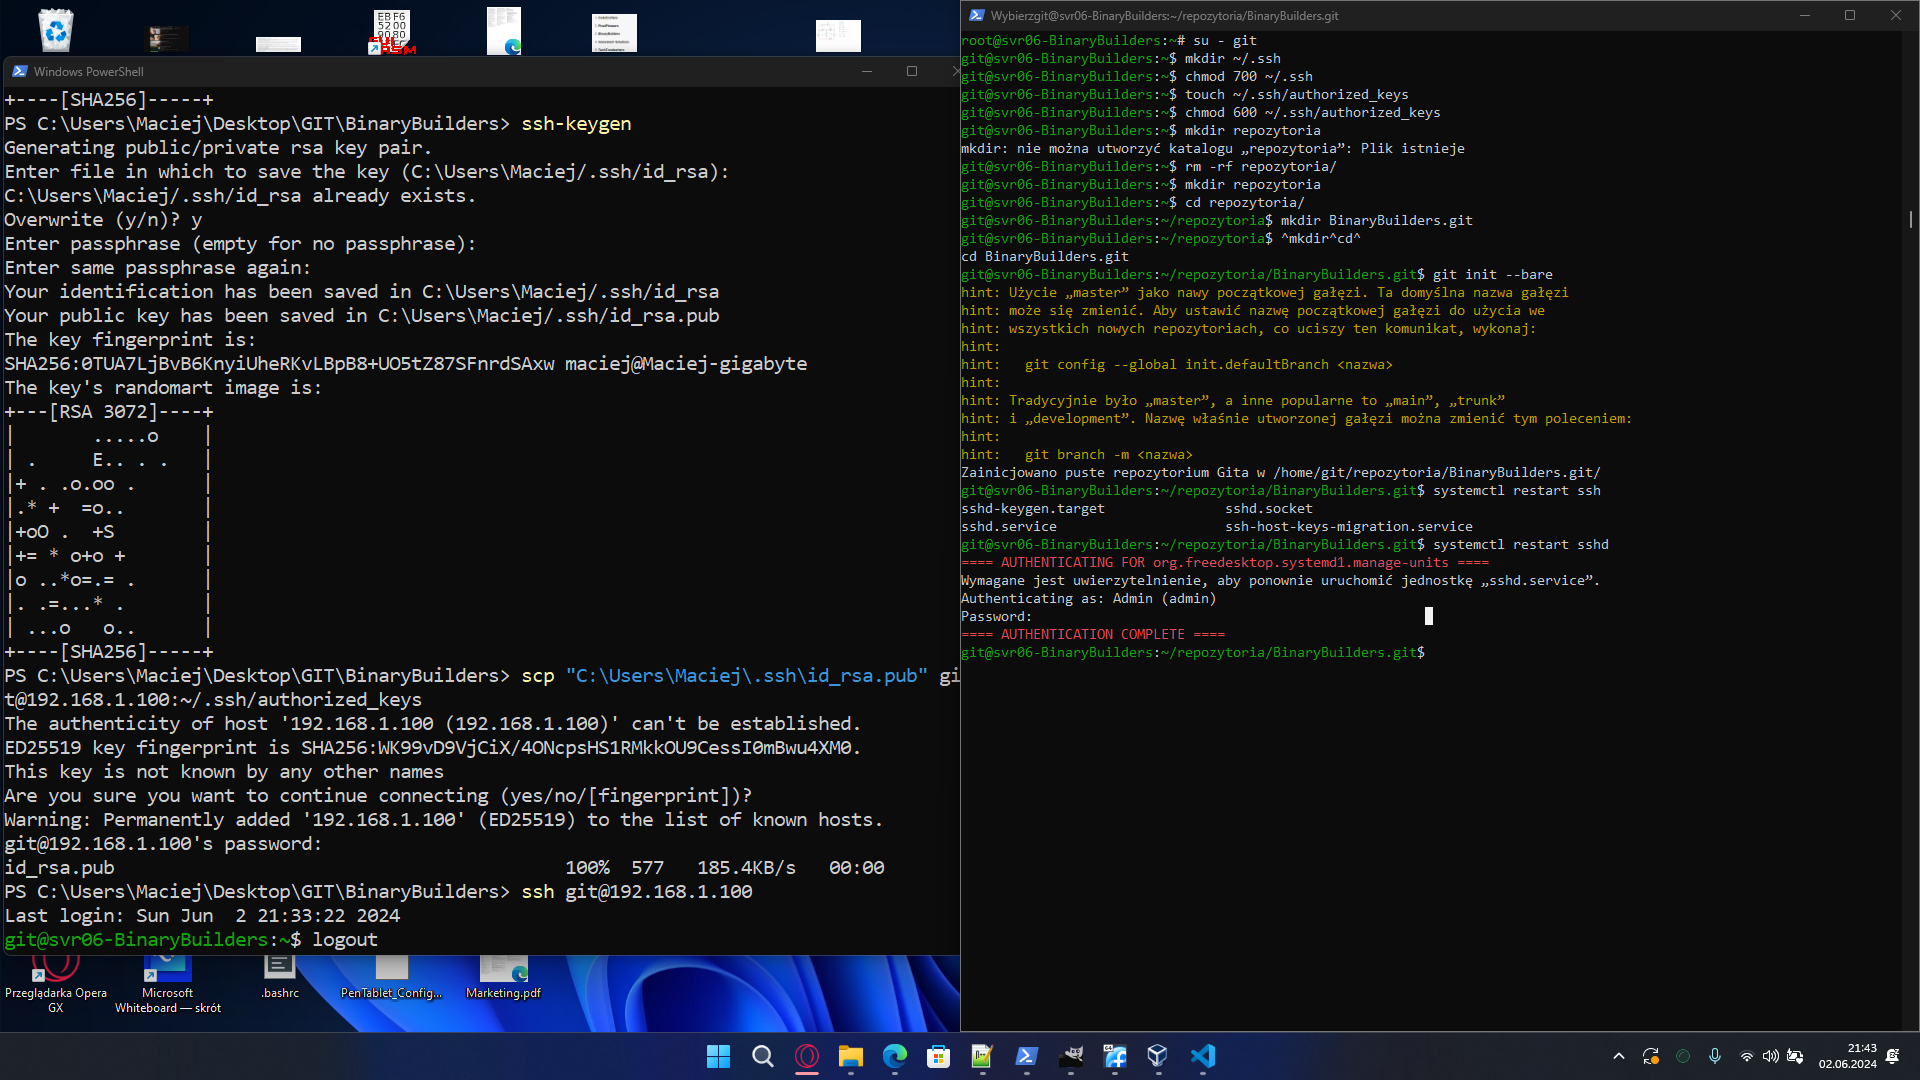 EB F6
52 00
90 90
80 80
FASM
Windows PowerShell
+----[SHA256]-----+
PS C:\Users\Maciej\Desktop\GIT\BinaryBuilders> ssh-keygen
Generating public/private rsa key pair.
Enter file in which to save the key (C:\Users\Maciej/.ssh/id_rsa):
C:\Users\Maciej/.ssh/id_rsa already exists.
Overwrite (y/n)? y
Enter passphrase (empty for no passphrase):
Enter same passphrase again:
Your identification has been saved in C:\Users\Maciej/.ssh/id_rsa
Your public key has been saved in C:\Users\Maciej/.ssh/id_rsa.pub
The key fingerprint is:
SHA256:0TUA7LjBvB6KnyiUheRKvLBpB8+UO5tZ87SFnrdSAxw maciej@Maciej-gigabyte
The key's randomart image is:
+---[RSA 3072]----+
|       .....o    |
| .     E.. . .   |
|+ . .o.oo .      |
|.* +  =o..       |
|+oO .  +S        |
|+= * o+o +       |
|o ..*o=.= .      |
|. .=...* .       |
| ...o   o..      |
+----[SHA256]-----+
PS C:\Users\Maciej\Desktop\GIT\BinaryBuilders> scp "C:\Users\Maciej\.ssh\id_rsa.pub" gi
t@192.168.1.100:~/.ssh/authorized_keys
The authenticity of host '192.168.1.100 (192.168.1.100)' can't be established.
ED25519 key fingerprint is SHA256:WK99vD9VjCiX/4ONcpsHS1RMkkOU9CessI0mBwu4XM0.
This key is not known by any other names
Are you sure you want to continue connecting (yes/no/[fingerprint])?
Warning: Permanently added '192.168.1.100' (ED25519) to the list of known hosts.
git@192.168.1.100's password:
id_rsa.pub                                         100%  577   185.4KB/s   00:00
PS C:\Users\Maciej\Desktop\GIT\BinaryBuilders> ssh git@192.168.1.100
Last login: Sun Jun  2 21:33:22 2024
git@svr06-BinaryBuilders:~$ logout
Wybierzgit@svr06-BinaryBuilders:~/repozytoria/BinaryBuilders.git
root@svr06-BinaryBuilders:~# su - git
git@svr06-BinaryBuilders:~$ mkdir ~/.ssh
git@svr06-BinaryBuilders:~$ chmod 700 ~/.ssh
git@svr06-BinaryBuilders:~$ touch ~/.ssh/authorized_keys
git@svr06-BinaryBuilders:~$ chmod 600 ~/.ssh/authorized_keys
git@svr06-BinaryBuilders:~$ mkdir repozytoria
mkdir: nie można utworzyć katalogu „repozytoria”: Plik istnieje
git@svr06-BinaryBuilders:~$ rm -rf repozytoria/
git@svr06-BinaryBuilders:~$ mkdir repozytoria
git@svr06-BinaryBuilders:~$ cd repozytoria/
git@svr06-BinaryBuilders:~/repozytoria$ mkdir BinaryBuilders.git
git@svr06-BinaryBuilders:~/repozytoria$ ^mkdir^cd^
cd BinaryBuilders.git
git@svr06-BinaryBuilders:~/repozytoria/BinaryBuilders.git$ git init --bare
hint: Użycie „master” jako nawy początkowej gałęzi. Ta domyślna nazwa gałęzi
hint: może się zmienić. Aby ustawić nazwę początkowej gałęzi do użycia we
hint: wszystkich nowych repozytoriach, co uciszy ten komunikat, wykonaj:
hint:
hint:   git config --global init.defaultBranch <nazwa>
hint:
hint: Tradycyjnie było „master”, a inne popularne to „main”, „trunk”
hint: i „development”. Nazwę właśnie utworzonej gałęzi można zmienić tym poleceniem:
hint:
hint:   git branch -m <nazwa>
Zainicjowano puste repozytorium Gita w /home/git/repozytoria/BinaryBuilders.git/
git@svr06-BinaryBuilders:~/repozytoria/BinaryBuilders.git$ systemctl restart ssh
sshd-keygen.target               sshd.socket
sshd.service                     ssh-host-keys-migration.service
git@svr06-BinaryBuilders:~/repozytoria/BinaryBuilders.git$ systemctl restart sshd
==== AUTHENTICATING FOR org.freedesktop.systemd1.manage-units ====
Wymagane jest uwierzytelnienie, aby ponownie uruchomić jednostkę „sshd.service”.
Authenticating as: Admin (admin)
Password:
==== AUTHENTICATION COMPLETE ====
git@svr06-BinaryBuilders:~/repozytoria/BinaryBuilders.git$
Przeglądarka Opera
GX
Microsoft
Whiteboard — skrót
.bashrc
PenTablet_Config...
Marketing.pdf
21:43
02.06.2024